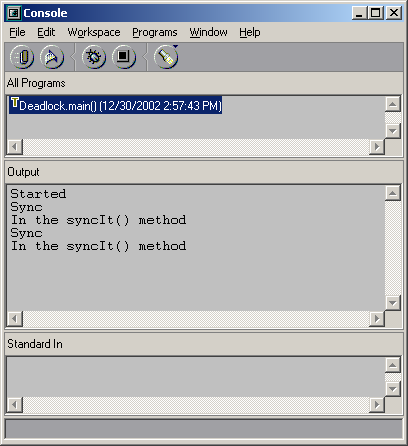 Console
File Edit Workspace Programs Window Help
All Programs
Deadlock.main() (12/30/2002 2:57:43 PM)
Output
Started
Sync
In the syncIt() method
Sync
In the syncIt() method
Standard In